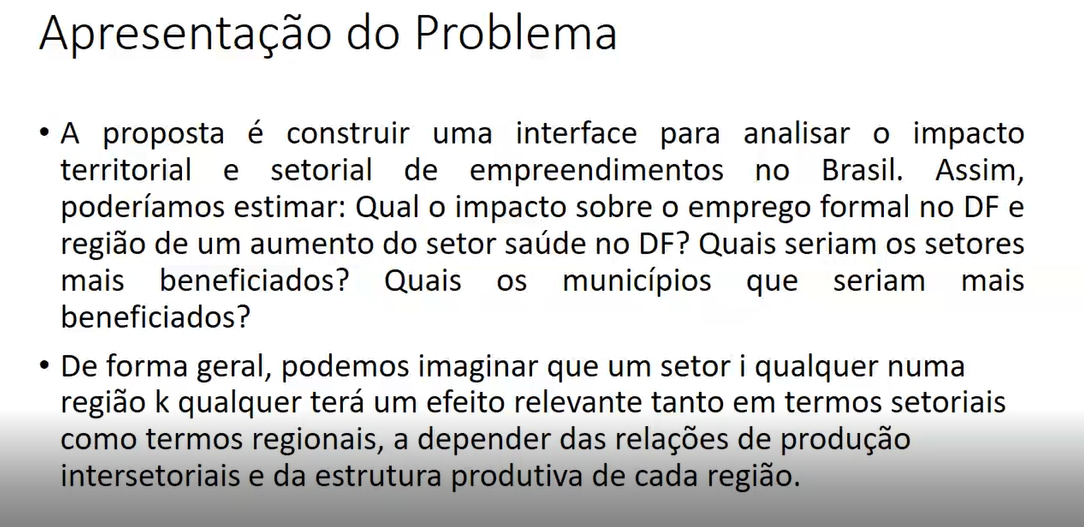 Apresentação do Problema
• A proposta é construir uma interface para analisar o impacto
territorial e setorial de empreendimentos no Brasil. Assim,
poderíamos estimar: Qual o impacto sobre o emprego formal no DF e
região de um aumento do setor saúde no DF? Quais seriam os setores
mais beneficiados? Quais os municípios que seriam mais
beneficiados?
• De forma geral, podemos imaginar que um setor i qualquer numa
região k qualquer terá um efeito relevante tanto em termos setoriais
como termos regionais, a depender das relações de produção
intersetoriais e da estrutura produtiva de cada região.